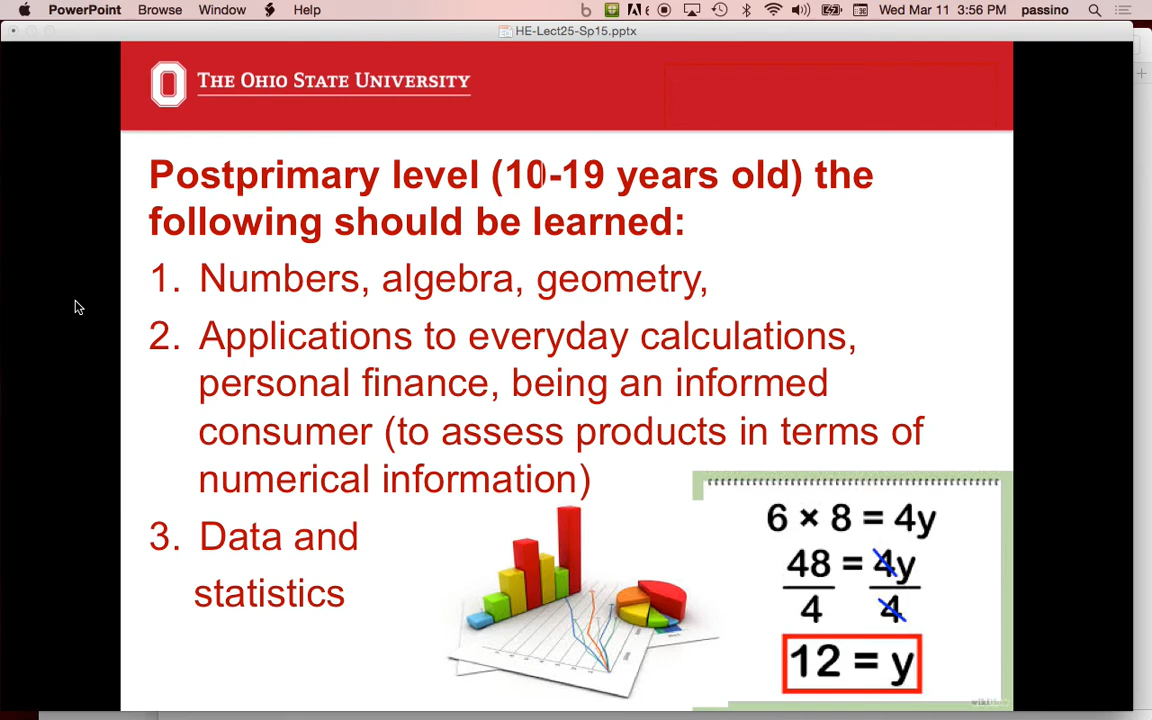 PowerPoint Browse Window Help Wed Mar 11 3:56 PM passino
HE-Lect25-Sp15.pptx
THE OHIO STATE UNIVERSITY
Postprimary level (10-19 years old) the
following should be learned:
1. Numbers, algebra, geometry,
2. Applications to everyday calculations,
personal finance, being an informed
consumer (to assess products in terms of
numerical information)
3. Data and
statistics
6 × 8 = 4y
48 = 4y
4 4
12 = y